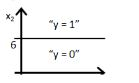 x₂
"y = 1"
6
"y = 0"